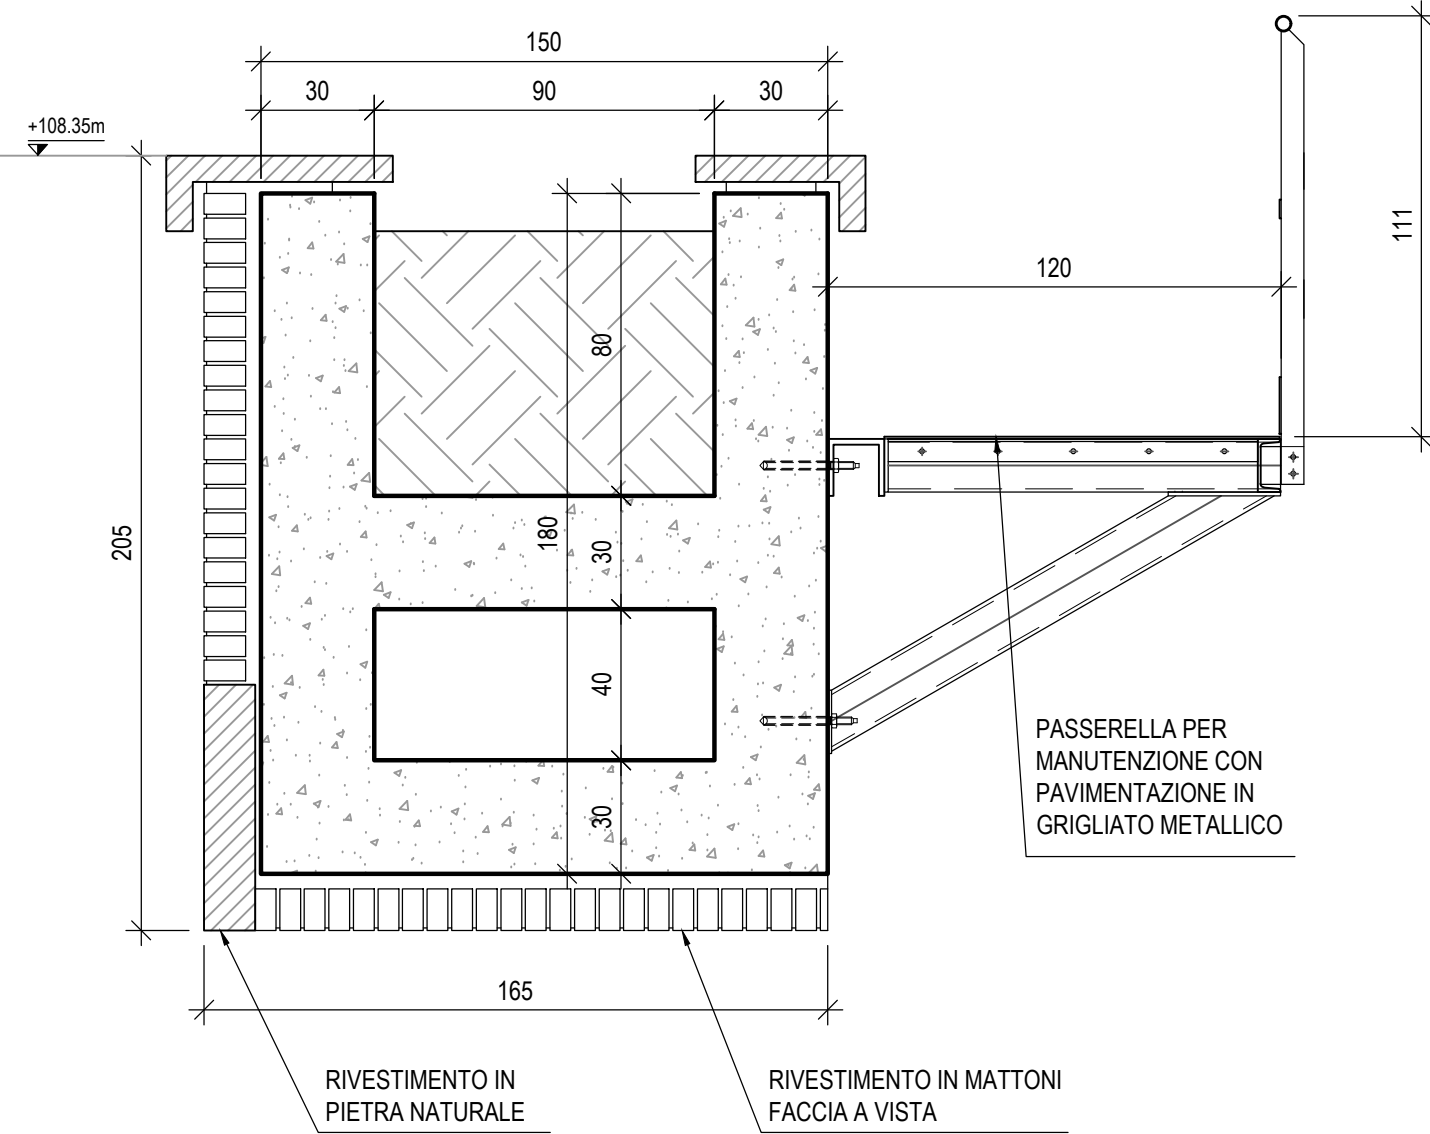 150
30
90
30
+108.35m
111
120
80
205
180
30
40
30
PASSERELLA PER
MANUTENZIONE CON
PAVIMENTAZIONE IN
GRIGLIATO METALLICO
165
RIVESTIMENTO IN
PIETRA NATURALE
RIVESTIMENTO IN MATTONI
FACCIA A VISTA